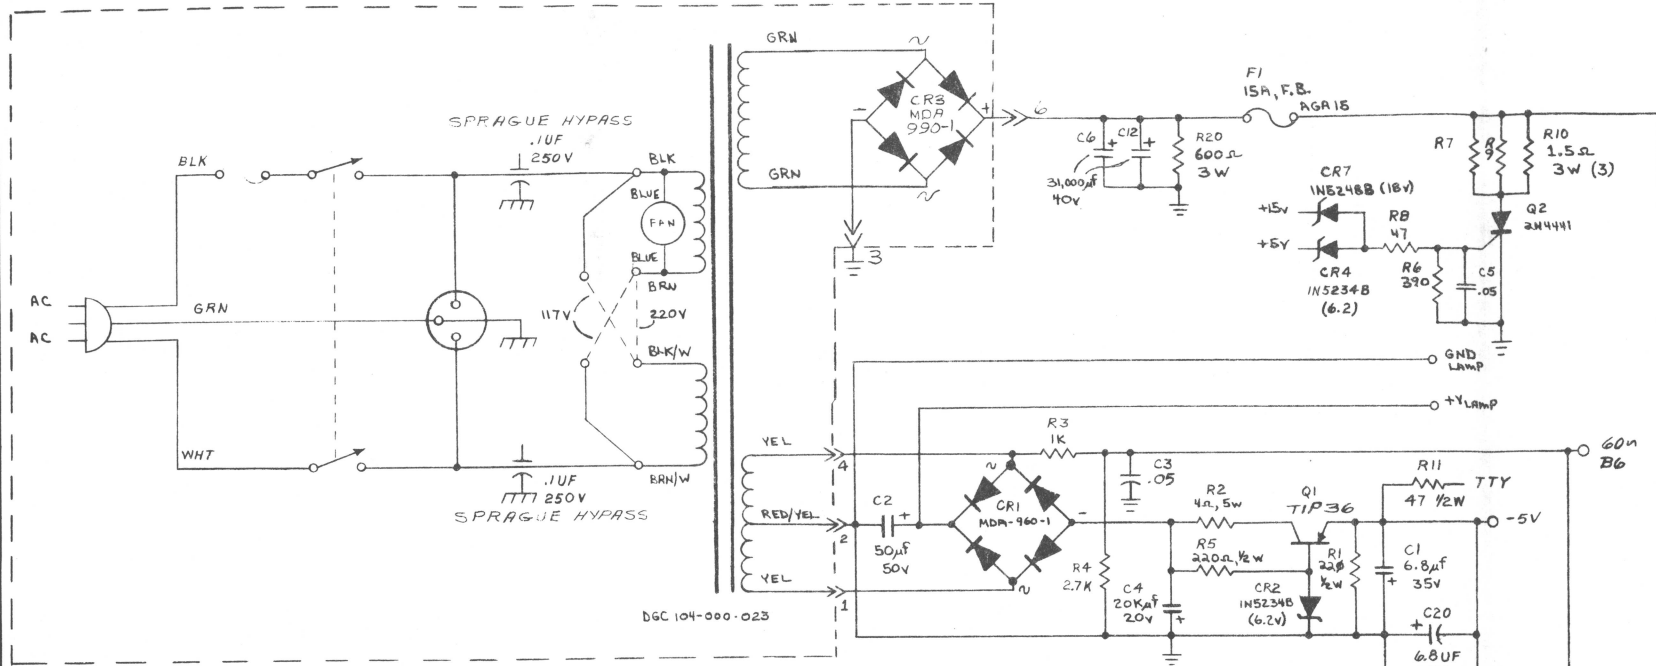 GRN
CR3
MDA
990-1
~
~
-
+
6
GRN
3
SPRAGUE HYPASS
.1UF
250V
BLK
BLK
BLUE
FAN
BLUE
BRN
117V
220V
BLK/W
BRN/W
AC
AC
GRN
WHT
.1UF
250V
SPRAGUE HYPASS
F1
15A, F.B.
AGA15
C6
+
C12
+
31,000µf
40V
R20
600Ω
3W
R7
R
9
R10
1.5Ω
3W (3)
CR7
1N5248B (18V)
+15V
+5V
CR4
1N5234B
(6.2)
R8
47
R6
390
C5
.05
Q2
2N4441
GND
LAMP
+VLAMP
YEL
4
RED/YEL
2
YEL
1
DGC 104-000-023
C2
+
50µf
50V
R3
1K
~
CR1
MDA-960-1
-
~
C3
.05
R4
2.7K
R2
4Ω, 5W
R5
220Ω, ½W
C4
20Kµf
20V
+
Q1
TIP36
CR2
1N5234B
(6.2V)
R1
220
½W
C1
6.8µf
35V
+
C20
+
6.8UF
R11
47 ½W
TTY
-5V
60~
B6